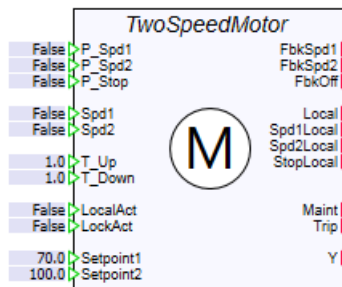 TwoSpeedMotor
False P_Spd1 FbkSpd1
False P_Spd2 FbkSpd2
False P_Stop FbkOff
False Spd1 Local
False Spd2 Spd1Local
Spd2Local
1.0 T_Up StopLocal
1.0 T_Down
M
False LocalAct Maint
False LockAct Trip
70.0 Setpoint1 Y
100.0 Setpoint2